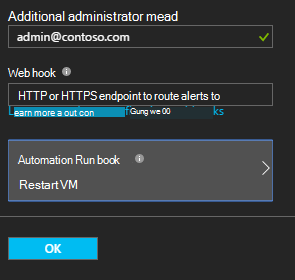 Additional administrator mead
admin@contoso.com
Web hook
HTTP or HTTPS endpoint to route alerts to
earn more a out con Gung we 00 ks
Automation Run book
Restart VM
OK